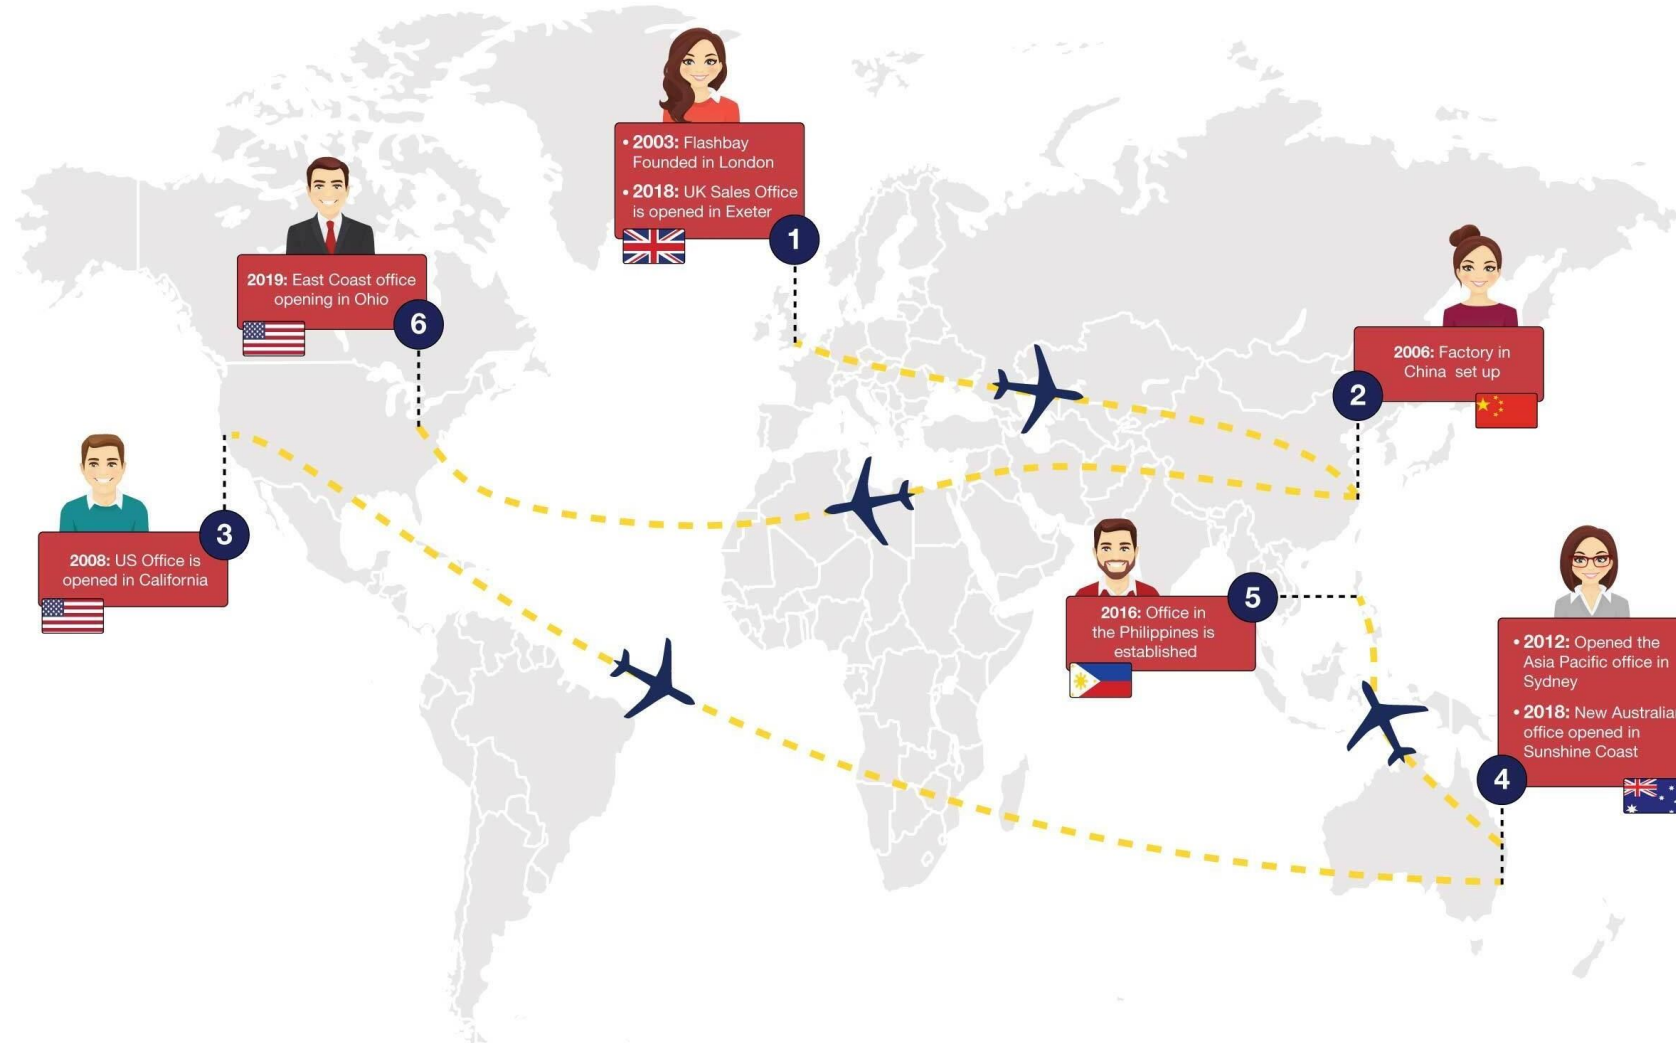 • 2003: Flashbay
Founded in London
• 2018: UK Sales Office
is opened in Exeter
1
2006: Factory in
China set up
2
2008: US Office is
opened in California
3
• 2012: Opened the
Asia Pacific office in
Sydney
• 2018: New Australian
office opened in
Sunshine Coast
4
2016: Office in
the Philippines is
established
5
2019: East Coast office
opening in Ohio
6